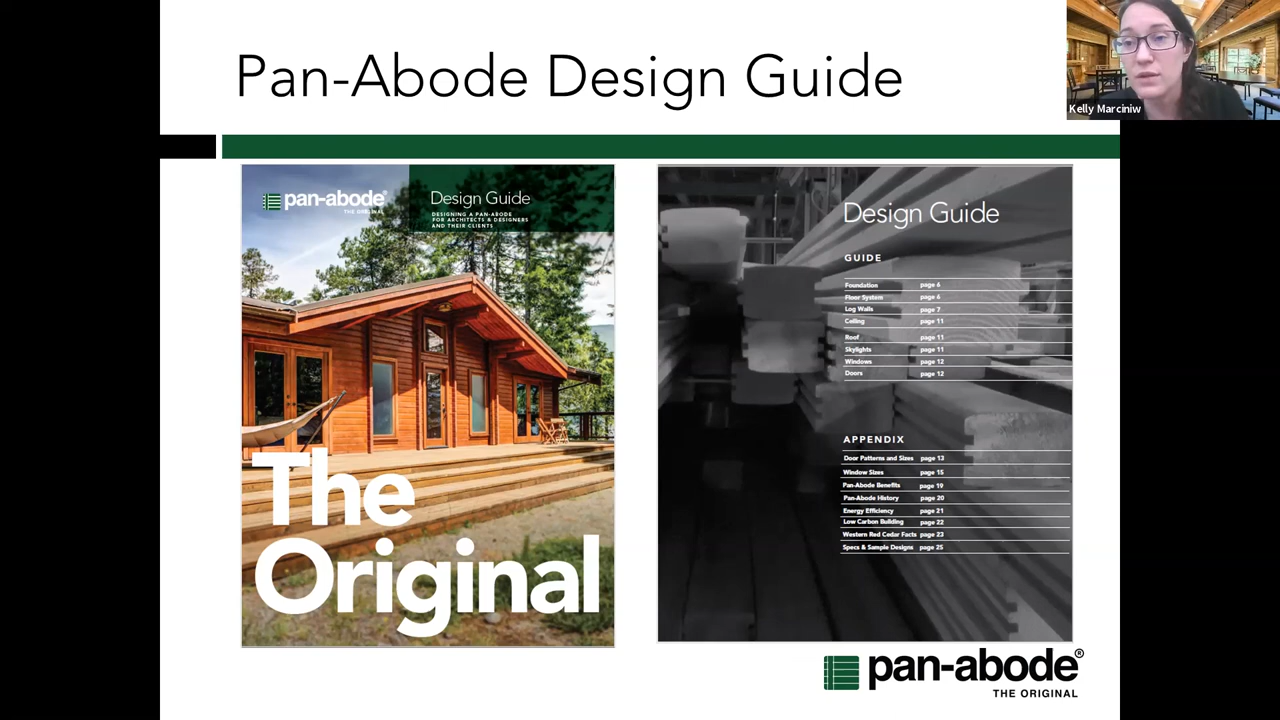 Pan-Abode Design Guide
Kelly Marciniw
pan-abode®
THE ORIGINAL
Design Guide
DESIGNING A PAN-ABODE
FOR ARCHITECTS & DESIGNERS
AND THEIR CLIENTS
The
Original
Design Guide
GUIDE
Foundation page 6
Floor System page 6
Log Walls page 7
Ceiling page 11
Roof page 11
Skylights page 11
Windows page 12
Doors page 12
APPENDIX
Door Patterns and Sizes page 13
Window Sizes page 15
Pan-Abode Benefits page 19
Pan-Abode History page 20
Energy Efficiency page 21
Low Carbon Building page 22
Western Red Cedar Facts page 23
Specs & Sample Designs page 25
pan-abode®
THE ORIGINAL